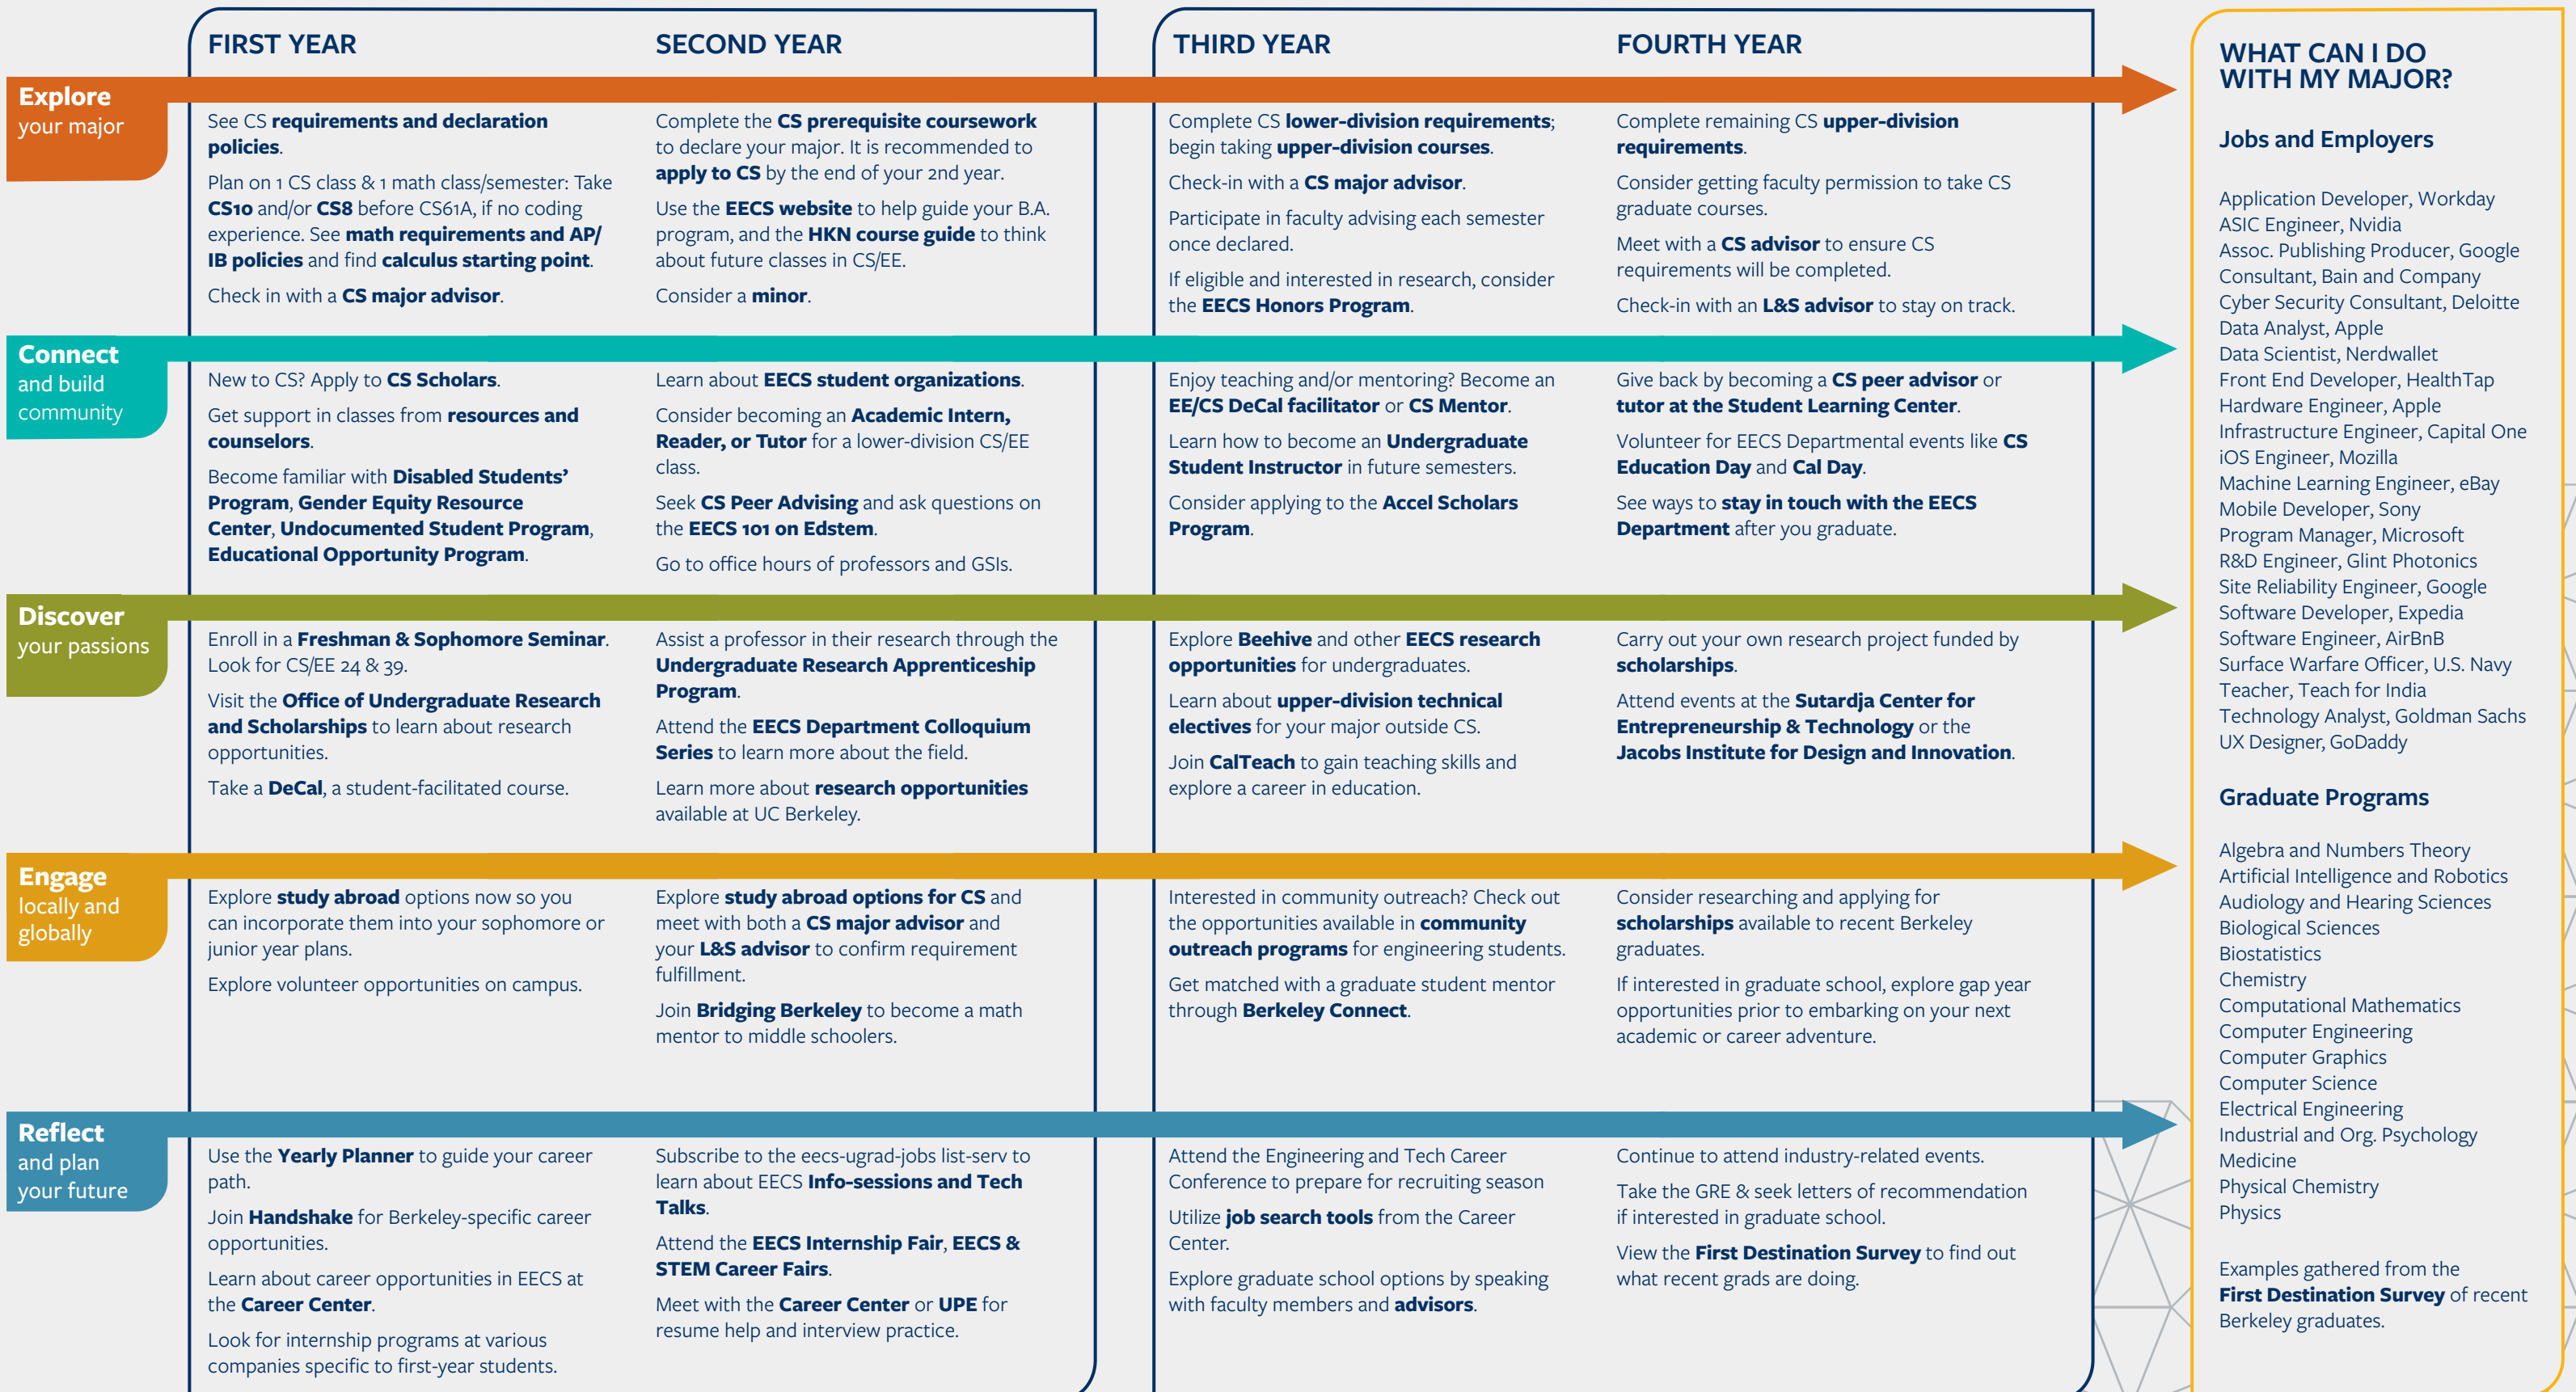 FIRST YEAR
SECOND YEAR
THIRD YEAR
FOURTH YEAR
Explore
your major
See CS requirements and declaration
policies.
Plan on 1 CS class & 1 math class/semester: Take
CS10 and/or CS8 before CS61A, if no coding
experience. See math requirements and AP/
IB policies and find calculus starting point.
Check in with a CS major advisor.
Complete the CS prerequisite coursework
to declare your major. It is recommended to
apply to CS by the end of your 2nd year.
Use the EECS website to help guide your B.A.
program, and the HKN course guide to think
about future classes in CS/EE.
Consider a minor.
Complete CS lower-division requirements;
begin taking upper-division courses.
Check-in with a CS major advisor.
Participate in faculty advising each semester
once declared.
If eligible and interested in research, consider
the EECS Honors Program.
Complete remaining CS upper-division
requirements.
Consider getting faculty permission to take CS
graduate courses.
Meet with a CS advisor to ensure CS
requirements will be completed.
Check-in with an L&S advisor to stay on track.
Connect
and build
community
New to CS? Apply to CS Scholars.
Get support in classes from resources and
counselors.
Become familiar with Disabled Students'
Program, Gender Equity Resource
Center, Undocumented Student Program,
Educational Opportunity Program.
Learn about EECS student organizations.
Consider becoming an Academic Intern,
Reader, or Tutor for a lower-division CS/EE
class.
Seek CS Peer Advising and ask questions on
the EECS 101 on Edstem.
Go to office hours of professors and GSIs.
Enjoy teaching and/or mentoring? Become an
EE/CS DeCal facilitator or CS Mentor.
Learn how to become an Undergraduate
Student Instructor in future semesters.
Consider applying to the Accel Scholars
Program.
Give back by becoming a CS peer advisor or
tutor at the Student Learning Center.
Volunteer for EECS Departmental events like CS
Education Day and Cal Day.
See ways to stay in touch with the EECS
Department after you graduate.
Discover
your passions
Enroll in a Freshman & Sophomore Seminar.
Look for CS/EE 24 & 39.
Visit the Office of Undergraduate Research
and Scholarships to learn about research
opportunities.
Take a DeCal, a student-facilitated course.
Assist a professor in their research through the
Undergraduate Research Apprenticeship
Program.
Attend the EECS Department Colloquium
Series to learn more about the field.
Learn more about research opportunities
available at UC Berkeley.
Explore Beehive and other EECS research
opportunities for undergraduates.
Learn about upper-division technical
electives for your major outside CS.
Join CalTeach to gain teaching skills and
explore a career in education.
Carry out your own research project funded by
scholarships.
Attend events at the Sutardja Center for
Entrepreneurship & Technology or the
Jacobs Institute for Design and Innovation.
Engage
locally and
globally
Explore study abroad options now so you
can incorporate them into your sophomore or
junior year plans.
Explore volunteer opportunities on campus.
Explore study abroad options for CS and
meet with both a CS major advisor and
your L&S advisor to confirm requirement
fulfillment.
Join Bridging Berkeley to become a math
mentor to middle schoolers.
Interested in community outreach? Check out
the opportunities available in community
outreach programs for engineering students.
Get matched with a graduate student mentor
through Berkeley Connect.
Consider researching and applying for
scholarships available to recent Berkeley
graduates.
If interested in graduate school, explore gap year
opportunities prior to embarking on your next
academic or career adventure.
Reflect
and plan
your future
Use the Yearly Planner to guide your career
path.
Join Handshake for Berkeley-specific career
opportunities.
Learn about career opportunities in EECS at
the Career Center.
Look for internship programs at various
companies specific to first-year students.
Subscribe to the eecs-ugrad-jobs list-serv to
learn about EECS Info-sessions and Tech
Talks.
Attend the EECS Internship Fair, EECS &
STEM Career Fairs.
Meet with the Career Center or UPE for
resume help and interview practice.
Attend the Engineering and Tech Career
Conference to prepare for recruiting season
Utilize job search tools from the Career
Center.
Explore graduate school options by speaking
with faculty members and advisors.
Continue to attend industry-related events.
Take the GRE & seek letters of recommendation
if interested in graduate school.
View the First Destination Survey to find out
what recent grads are doing.
WHAT CAN I DO
WITH MY MAJOR?
Jobs and Employers
Application Developer, Workday
ASIC Engineer, Nvidia
Assoc. Publishing Producer, Google
Consultant, Bain and Company
Cyber Security Consultant, Deloitte
Data Analyst, Apple
Data Scientist, Nerdwallet
Front End Developer, HealthTap
Hardware Engineer, Apple
Infrastructure Engineer, Capital One
iOS Engineer, Mozilla
Machine Learning Engineer, eBay
Mobile Developer, Sony
Program Manager, Microsoft
R&D Engineer, Glint Photonics
Site Reliability Engineer, Google
Software Developer, Expedia
Software Engineer, AirBnB
Surface Warfare Officer, U.S. Navy
Teacher, Teach for India
Technology Analyst, Goldman Sachs
UX Designer, GoDaddy
Graduate Programs
Algebra and Numbers Theory
Artificial Intelligence and Robotics
Audiology and Hearing Sciences
Biological Sciences
Biostatistics
Chemistry
Computational Mathematics
Computer Engineering
Computer Graphics
Computer Science
Electrical Engineering
Industrial and Org. Psychology
Medicine
Physical Chemistry
Physics
Examples gathered from the
First Destination Survey of recent
Berkeley graduates.